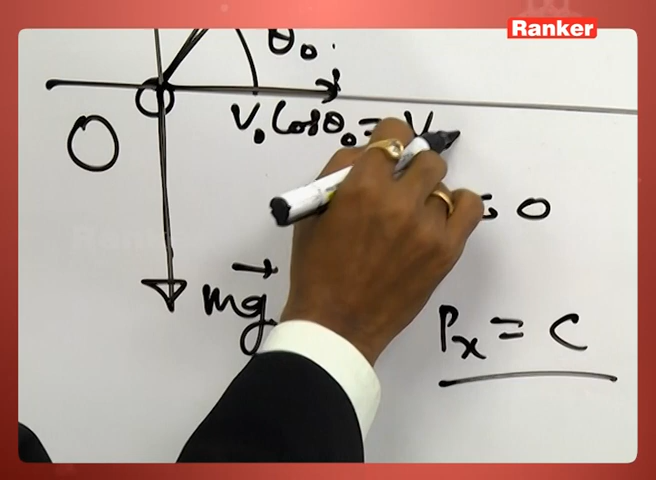 Ranker
θ₀.
V₀ Cosθ₀ = V
O
= 0
mg
Pₓ = C